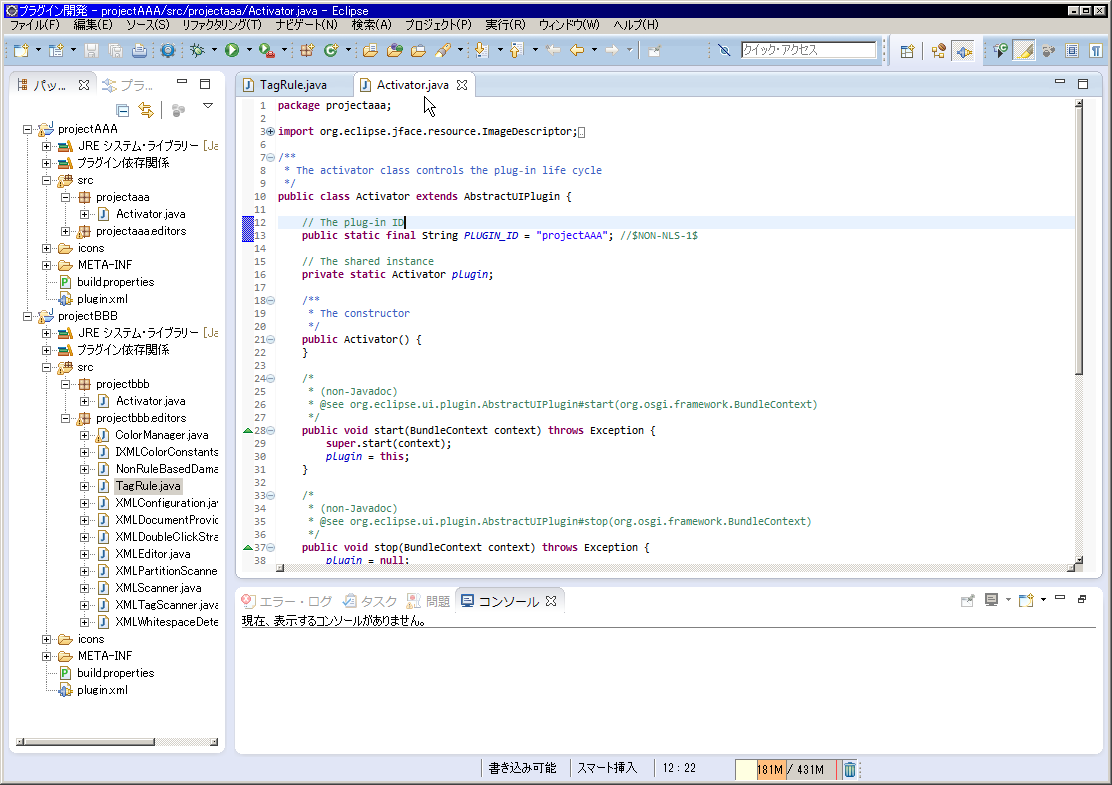 プラグイン開発 - projectAAA/src/projectaaa/Activator.java - Eclipse
ファイル(F) 編集(E) ソース(S) リファクタリング(T) ナビゲート(N) 検索(A) プロジェクト(P) 実行(R) ウィンドウ(W) ヘルプ(H)
クイック・アクセス
パッ... プラ...
projectAAA
JRE システム・ライブラリー [Ja
プラグイン依存関係
src
projectaaa
Activator.java
projectaaa.editors
icons
META-INF
build.properties
plugin.xml
projectBBB
JRE システム・ライブラリー [Ja
プラグイン依存関係
src
projectbbb
Activator.java
projectbbb.editors
ColorManager.java
IXMLColorConstants
NonRuleBasedDama
TagRule.java
XMLConfiguration.jav
XMLDocumentProvid
XMLDoubleClickStra
XMLEditor.java
XMLPartitionScanne
XMLScanner.java
XMLTagScanner.java
XMLWhitespaceDete
icons
META-INF
build.properties
plugin.xml
TagRule.java Activator.java
1 package projectaaa;
2
3 import org.eclipse.jface.resource.ImageDescriptor;
6
7 /**
8 * The activator class controls the plug-in life cycle
9 */
10 public class Activator extends AbstractUIPlugin {
11
12 // The plug-in ID
13 public static final String PLUGIN_ID = "projectAAA"; //$NON-NLS-1$
14
15 // The shared instance
16 private static Activator plugin;
17
18 /**
19 * The constructor
20 */
21 public Activator() {
22 }
23
24 /*
25 * (non-Javadoc)
26 * @see org.eclipse.ui.plugin.AbstractUIPlugin#start(org.osgi.framework.BundleContext)
27 */
28 public void start(BundleContext context) throws Exception {
29 super.start(context);
30 plugin = this;
31 }
32
33 /*
34 * (non-Javadoc)
35 * @see org.eclipse.ui.plugin.AbstractUIPlugin#stop(org.osgi.framework.BundleContext)
36 */
37 public void stop(BundleContext context) throws Exception {
38 plugin = null;
エラー・ログ タスク 問題 コンソール
現在、表示するコンソールがありません。
書き込み可能 スマート挿入 12 : 22 181M / 431M